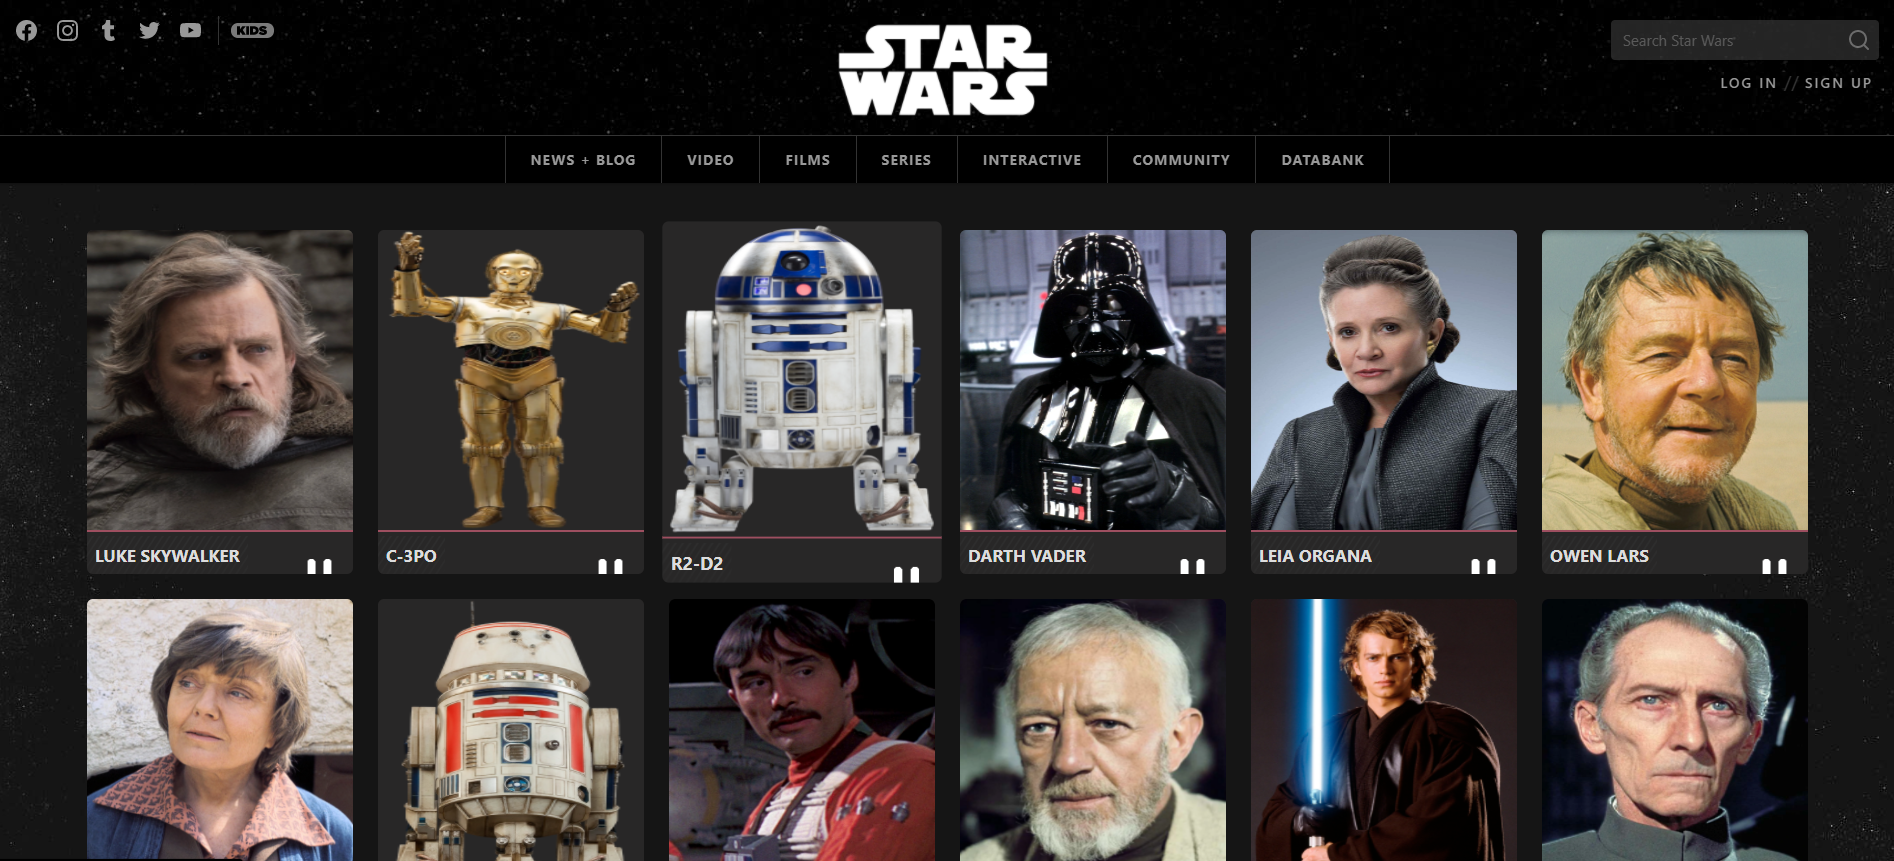 KIDS
STAR
WARS
Search Star Wars
LOG IN // SIGN UP
NEWS + BLOG
VIDEO
FILMS
SERIES
INTERACTIVE
COMMUNITY
DATABANK
LUKE SKYWALKER
C-3PO
R2-D2
DARTH VADER
LEIA ORGANA
OWEN LARS